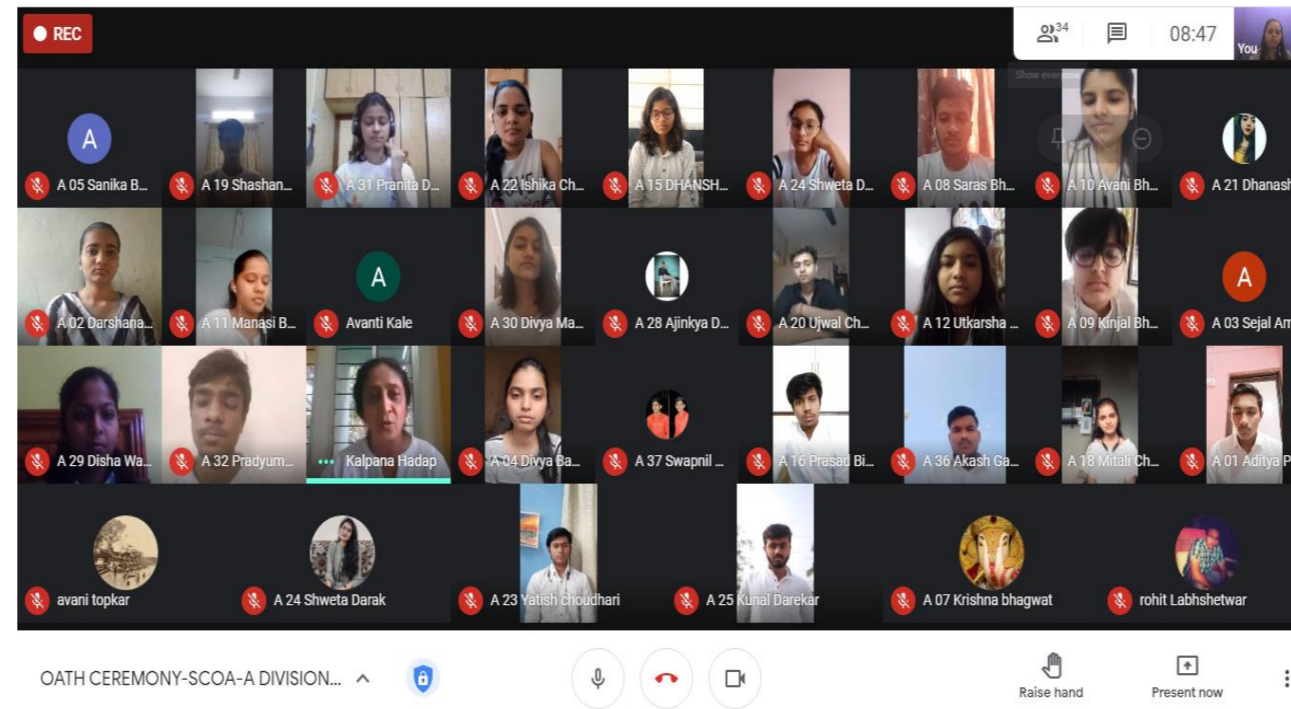 REC
34
08:47
You
Show everyone
A
A 05 Sanika B...
A 19 Shashan...
A 31 Pranita D...
A 22 Ishika Ch...
A 15 DHANSH...
A 24 Shweta D...
A 08 Saras Bh...
A 10 Avani Bh...
A 21 Dhanash
A 02 Darshana...
A 11 Manasi B...
A
Avanti Kale
A 30 Divya Ma...
A 28 Ajinkya D...
A 20 Ujwal Ch...
A 12 Utkarsha ...
A 09 Kinjal Bh...
A
A 03 Sejal Am
A 29 Disha Wa...
A 32 Pradyum...
Kalpana Hadap
A 04 Divya Ba...
A 37 Swapnil ...
A 16 Prasad Bi...
A 36 Akash Ga...
A 18 Mitali Ch...
A 01 Aditya P
avani topkar
A 24 Shweta Darak
A 23 Yatish choudhari
A 25 Kunal Darekar
A 07 Krishna bhagwat
rohit Labhshetwar
OATH CEREMONY-SCOA-A DIVISION...
Raise hand
Present now